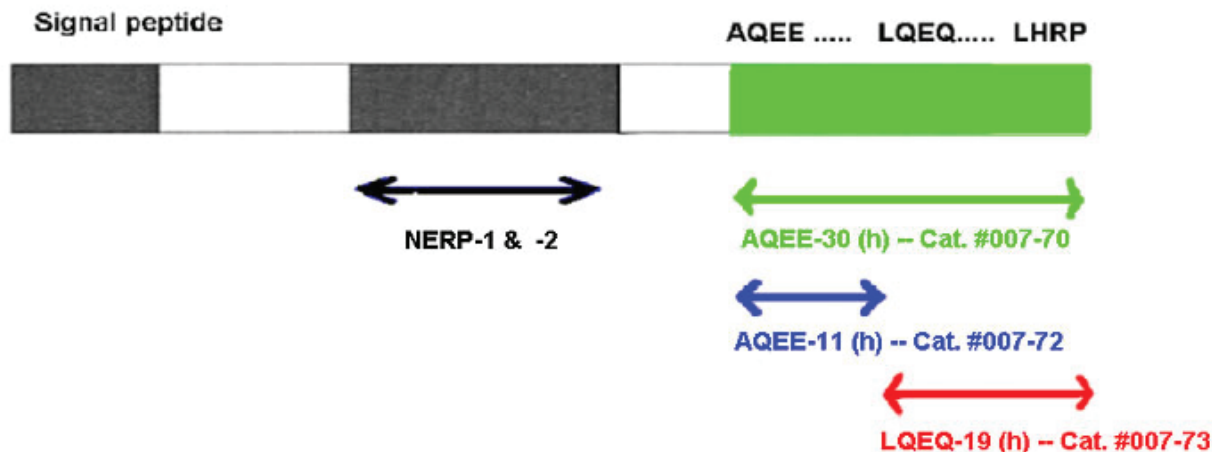 Signal peptide
AQEE ..... LQEQ..... LHRP
NERP-1 & -2
AQEE-30 (h) -- Cat. #007-70
AQEE-11 (h) -- Cat. #007-72
LQEQ-19 (h) -- Cat. #007-73